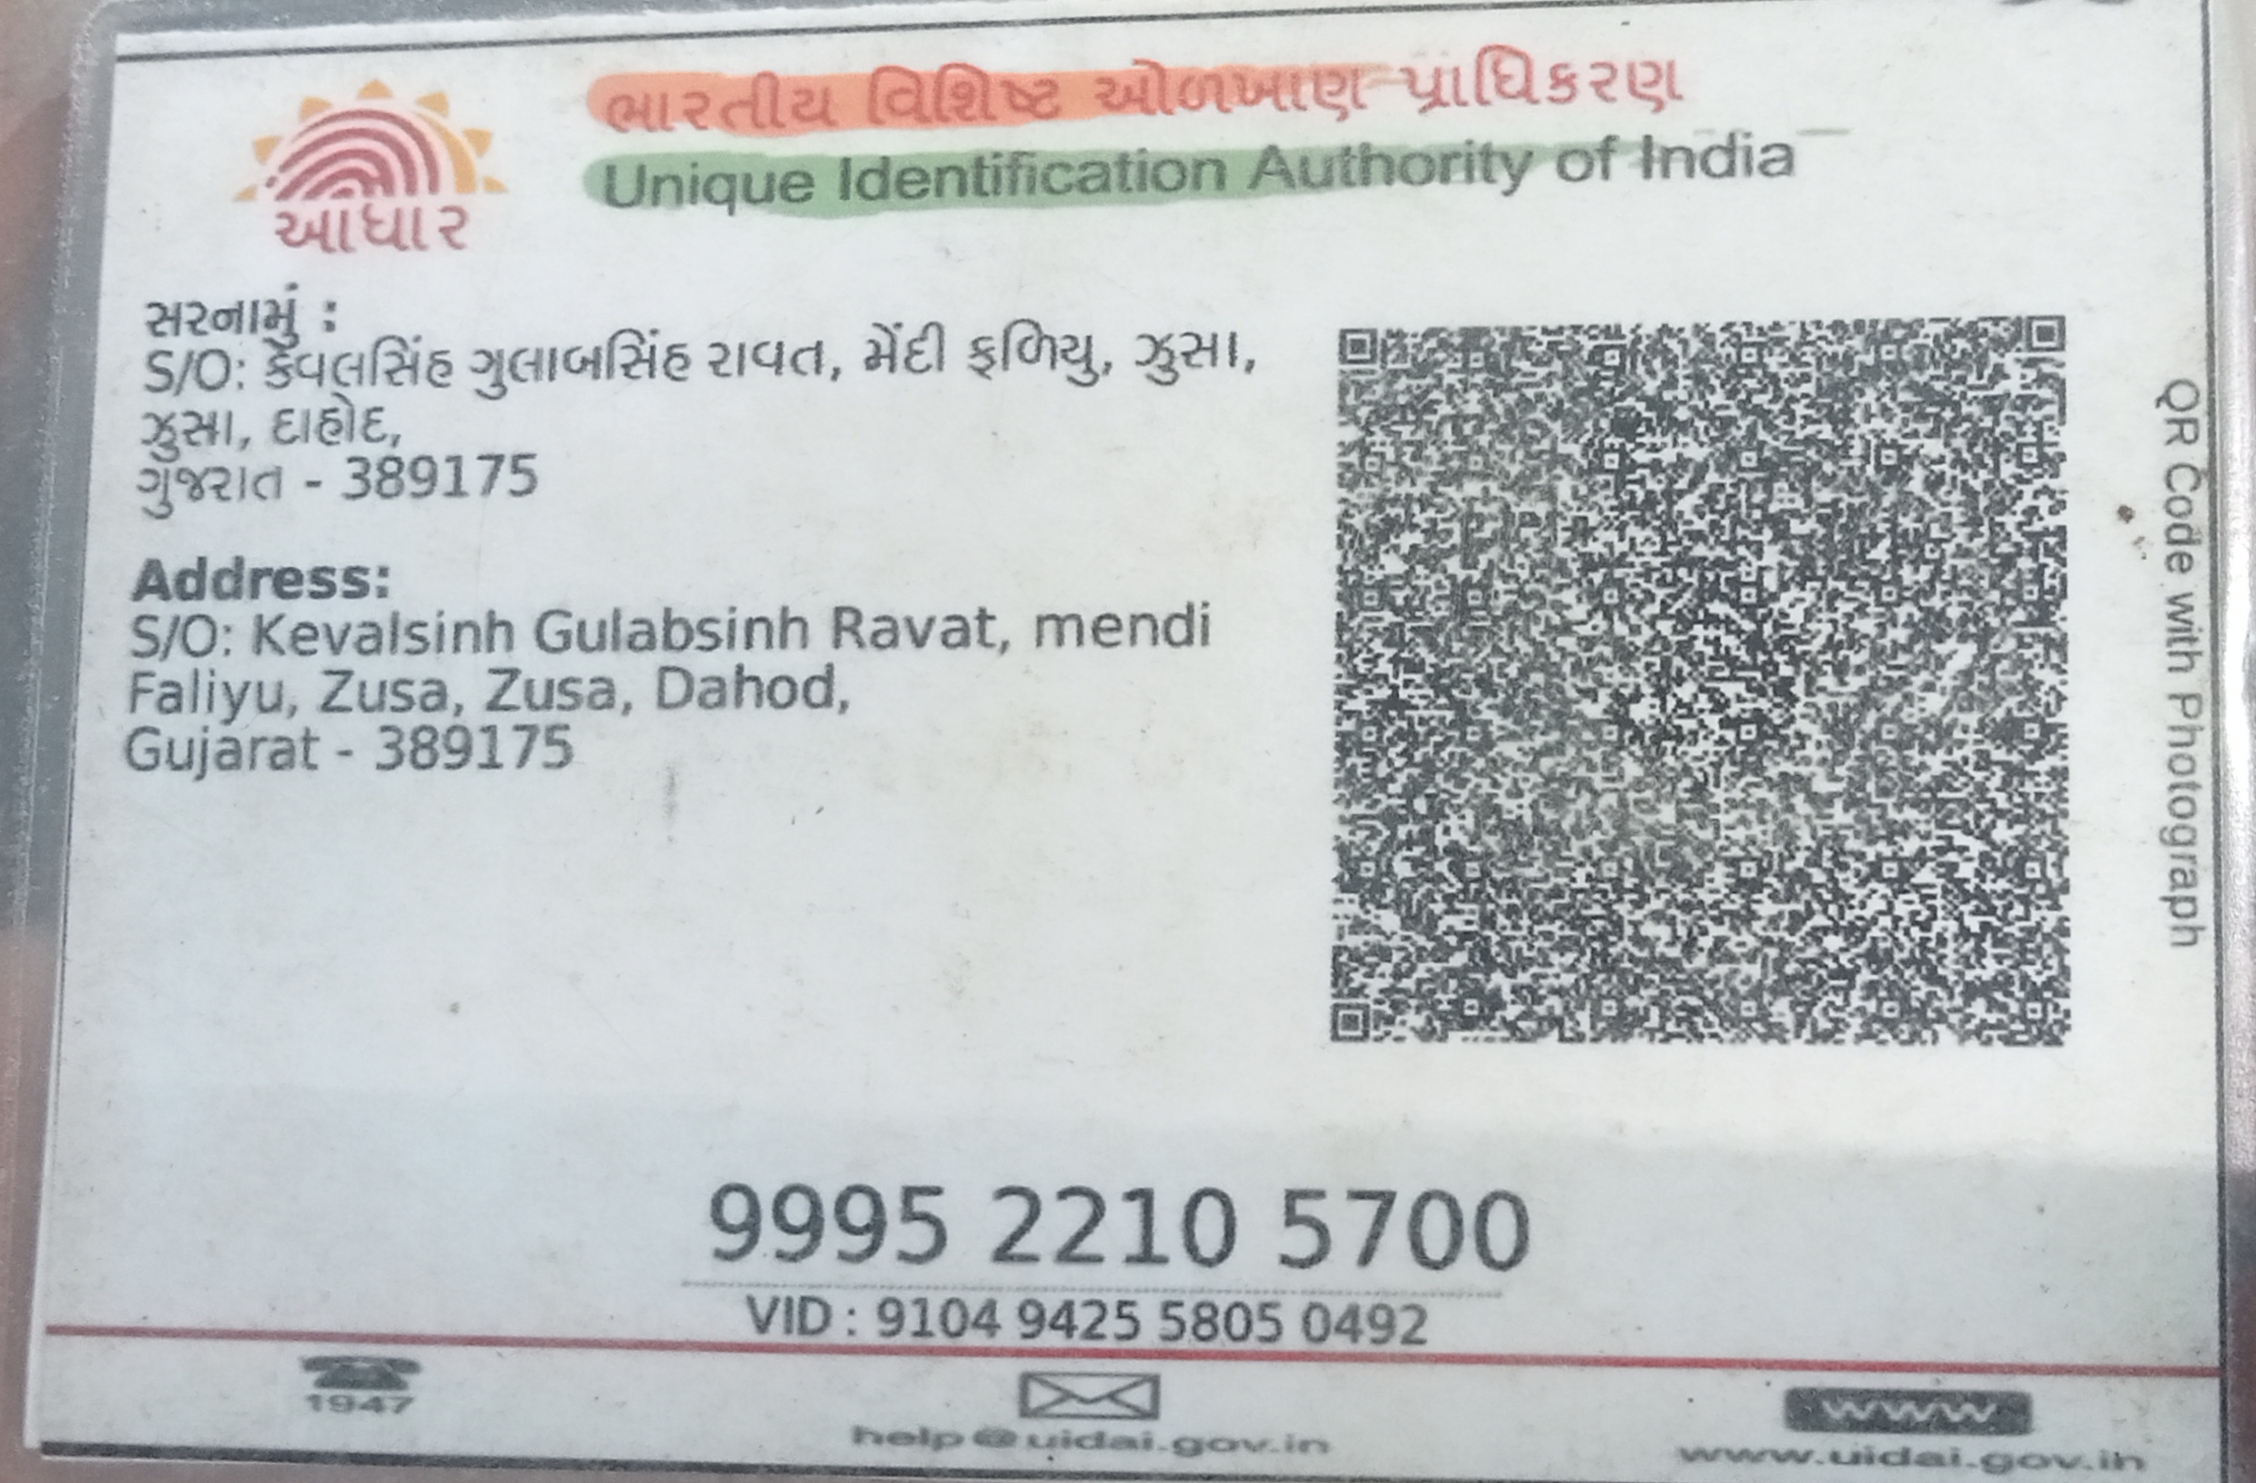 ભારતીય વિશિષ્ટ ઓળખાણ પ્રાધિકરણ
Unique Identification Authority of India
આધાર
સરનામું :
S/O: કેવલસિંહ ગુલાબસિંહ રાવત, મેંદી ફળિયુ, ઝુસા,
ઝુસા, દાહોદ,
ગુજરાત - 389175
Address:
S/O: Kevalsinh Gulabsinh Ravat, mendi
Faliyu, Zusa, Zusa, Dahod,
Gujarat - 389175
QR Code with Photograph
9995 2210 5700
VID : 9104 9425 5805 0492
1947
help@uidai.gov.in
www
www.uidai.gov.in